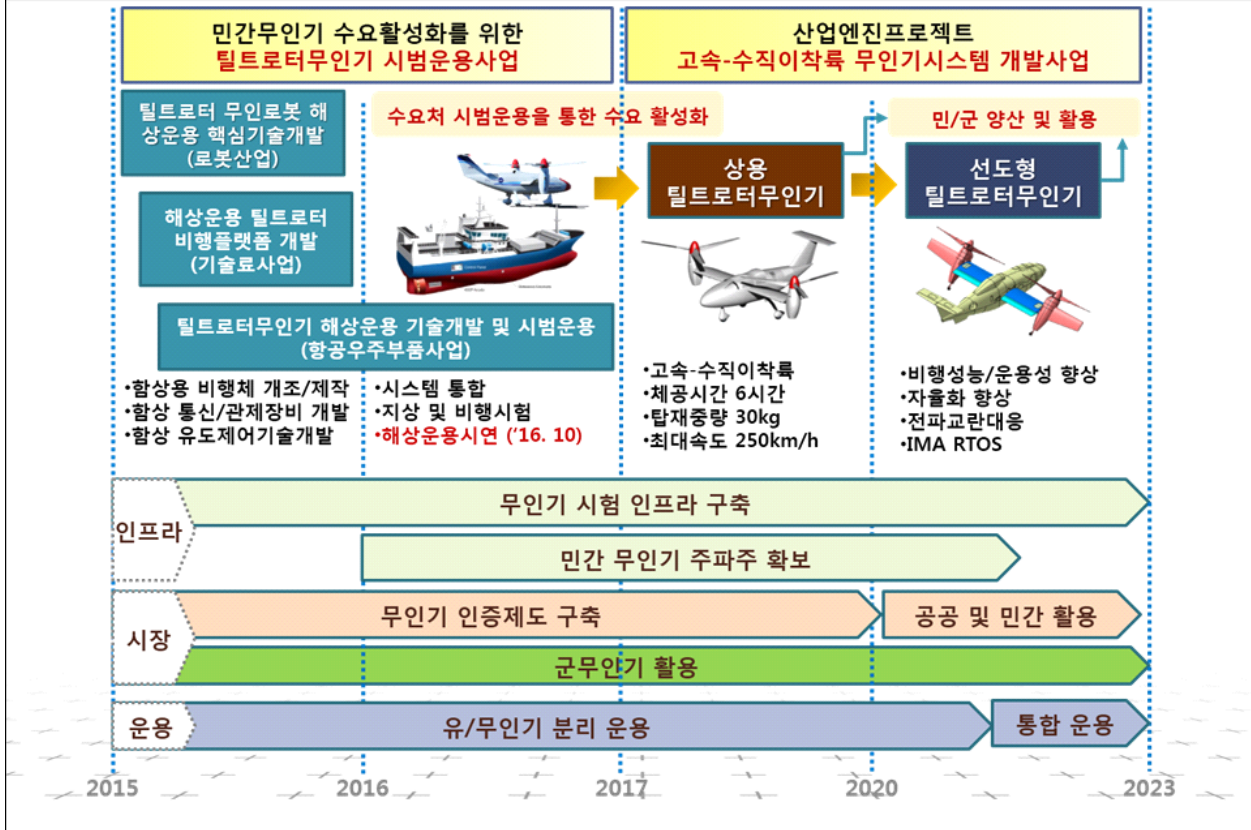 민간무인기 수요활성화를 위한
틸트로터무인기 시범운용사업
산업엔진프로젝트
고속-수직이착륙 무인기시스템 개발사업
틸트로터 무인로봇 해
상운용 핵심기술개발
(로봇산업)
수요처 시범운용을 통한 수요 활성화
민/군 양산 및 활용
상용
틸트로터무인기
선도형
틸트로터무인기
해상운용 틸트로터
비행플랫폼 개발
(기술료사업)
틸트로터무인기 해상운용 기술개발 및 시범운용
(항공우주부품사업)
•함상용 비행체 개조/제작
•함상 통신/관제장비 개발
•함상 유도제어기술개발
•시스템 통합
•지상 및 비행시험
•해상운용시연 ('16. 10)
•고속-수직이착륙
•체공시간 6시간
•탑재중량 30kg
•최대속도 250km/h
•비행성능/운용성 향상
•자율화 향상
•전파교란대응
•IMA RTOS
인프라
무인기 시험 인프라 구축
민간 무인기 주파주 확보
시장
무인기 인증제도 구축
공공 및 민간 활용
군무인기 활용
운용
유/무인기 분리 운용
통합 운용
2015
2016
2017
2020
2023